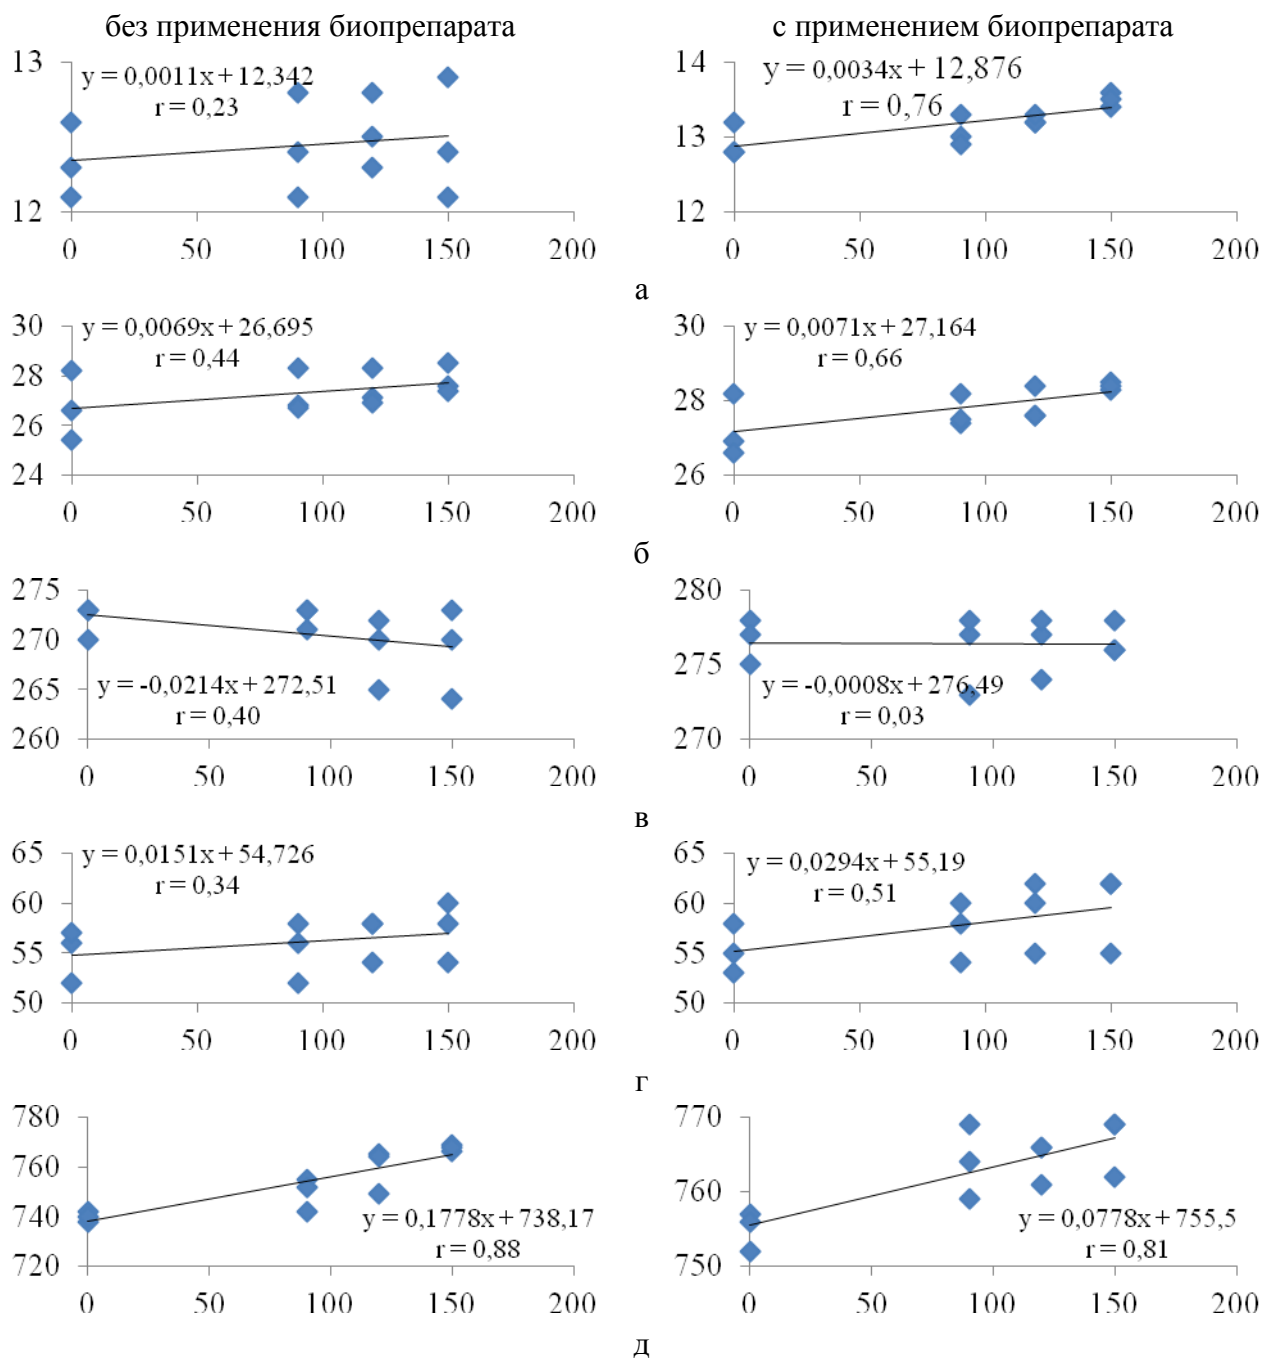 без применения биопрепарата
с применением биопрепарата
13
y = 0,0011x + 12,342
r = 0,23
12
0 50 100 150 200
14
y = 0,0034x + 12,876
r = 0,76
13
12
0 50 100 150 200
а
30
y = 0,0069x + 26,695
r = 0,44
28
26
24
0 50 100 150 200
30
y = 0,0071x + 27,164
r = 0,66
28
26
0 50 100 150 200
б
275
270
265
y = -0,0214x + 272,51
r = 0,40
260
0 50 100 150 200
280
275
y = -0,0008x + 276,49
r = 0,03
270
0 50 100 150 200
в
65
y = 0,0151x + 54,726
r = 0,34
60
55
50
0 50 100 150 200
65
y = 0,0294x + 55,19
r = 0,51
60
55
50
0 50 100 150 200
г
780
760
740
y = 0,1778x + 738,17
r = 0,88
720
0 50 100 150 200
770
760
y = 0,0778x + 755,5
r = 0,81
750
0 50 100 150 200
д